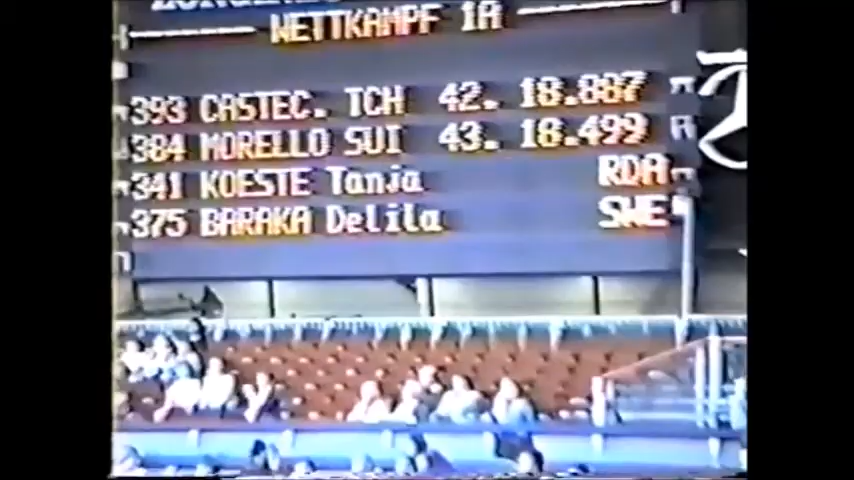 WETTKAMPF 1A
393 CASTEC. TCH 42. 18.887
384 MORELLO SUI 43. 18.499
341 KOESTE Tanja RDA
375 BARAKA Delila SWE